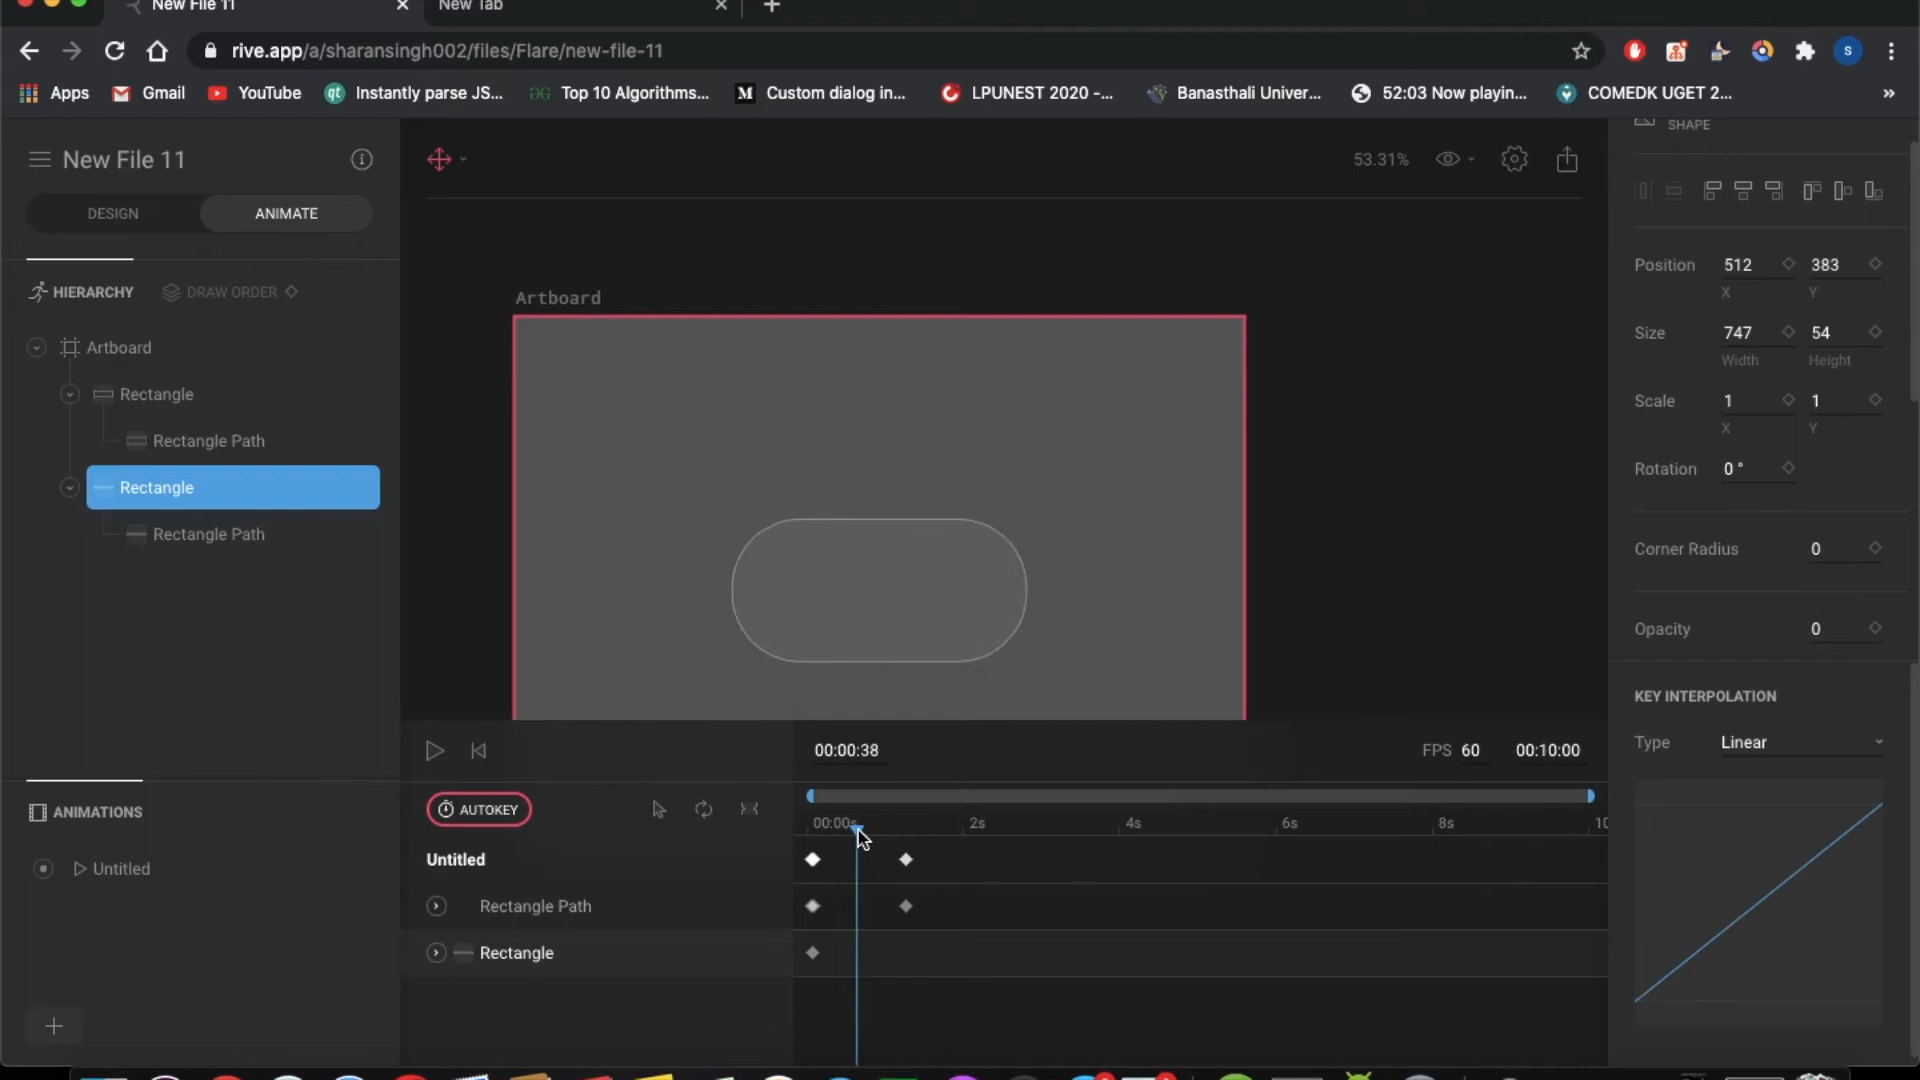 New File 11
New Tab
rive.app/a/sharansingh002/files/Flare/new-file-11
S
Apps
Gmail
YouTube
qt
Instantly parse JS...
Top 10 Algorithms...
M
Custom dialog in...
LPUNEST 2020 -...
Banasthali Univer...
52:03 Now playin...
COMEDK UGET 2...
»
New File 11
DESIGN
ANIMATE
HIERARCHY
DRAW ORDER
Artboard
Rectangle
Rectangle Path
Rectangle
Rectangle Path
ANIMATIONS
Untitled
53.31%
Artboard
00:00:38
FPS 60
00:10:00
AUTOKEY
00:00s
2s
4s
6s
8s
10
Untitled
Rectangle Path
Rectangle
SHAPE
Position 512 383
X Y
Size 747 54
Width Height
Scale 1 1
X Y
Rotation 0 °
Corner Radius 0
Opacity 0
KEY INTERPOLATION
Type Linear